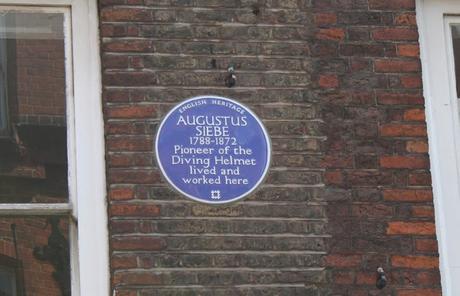 ENGLISH HERITAGE
AUGUSTUS
SIEBE
1788-1872
Pioneer of the
Diving Helmet
lived and
worked here